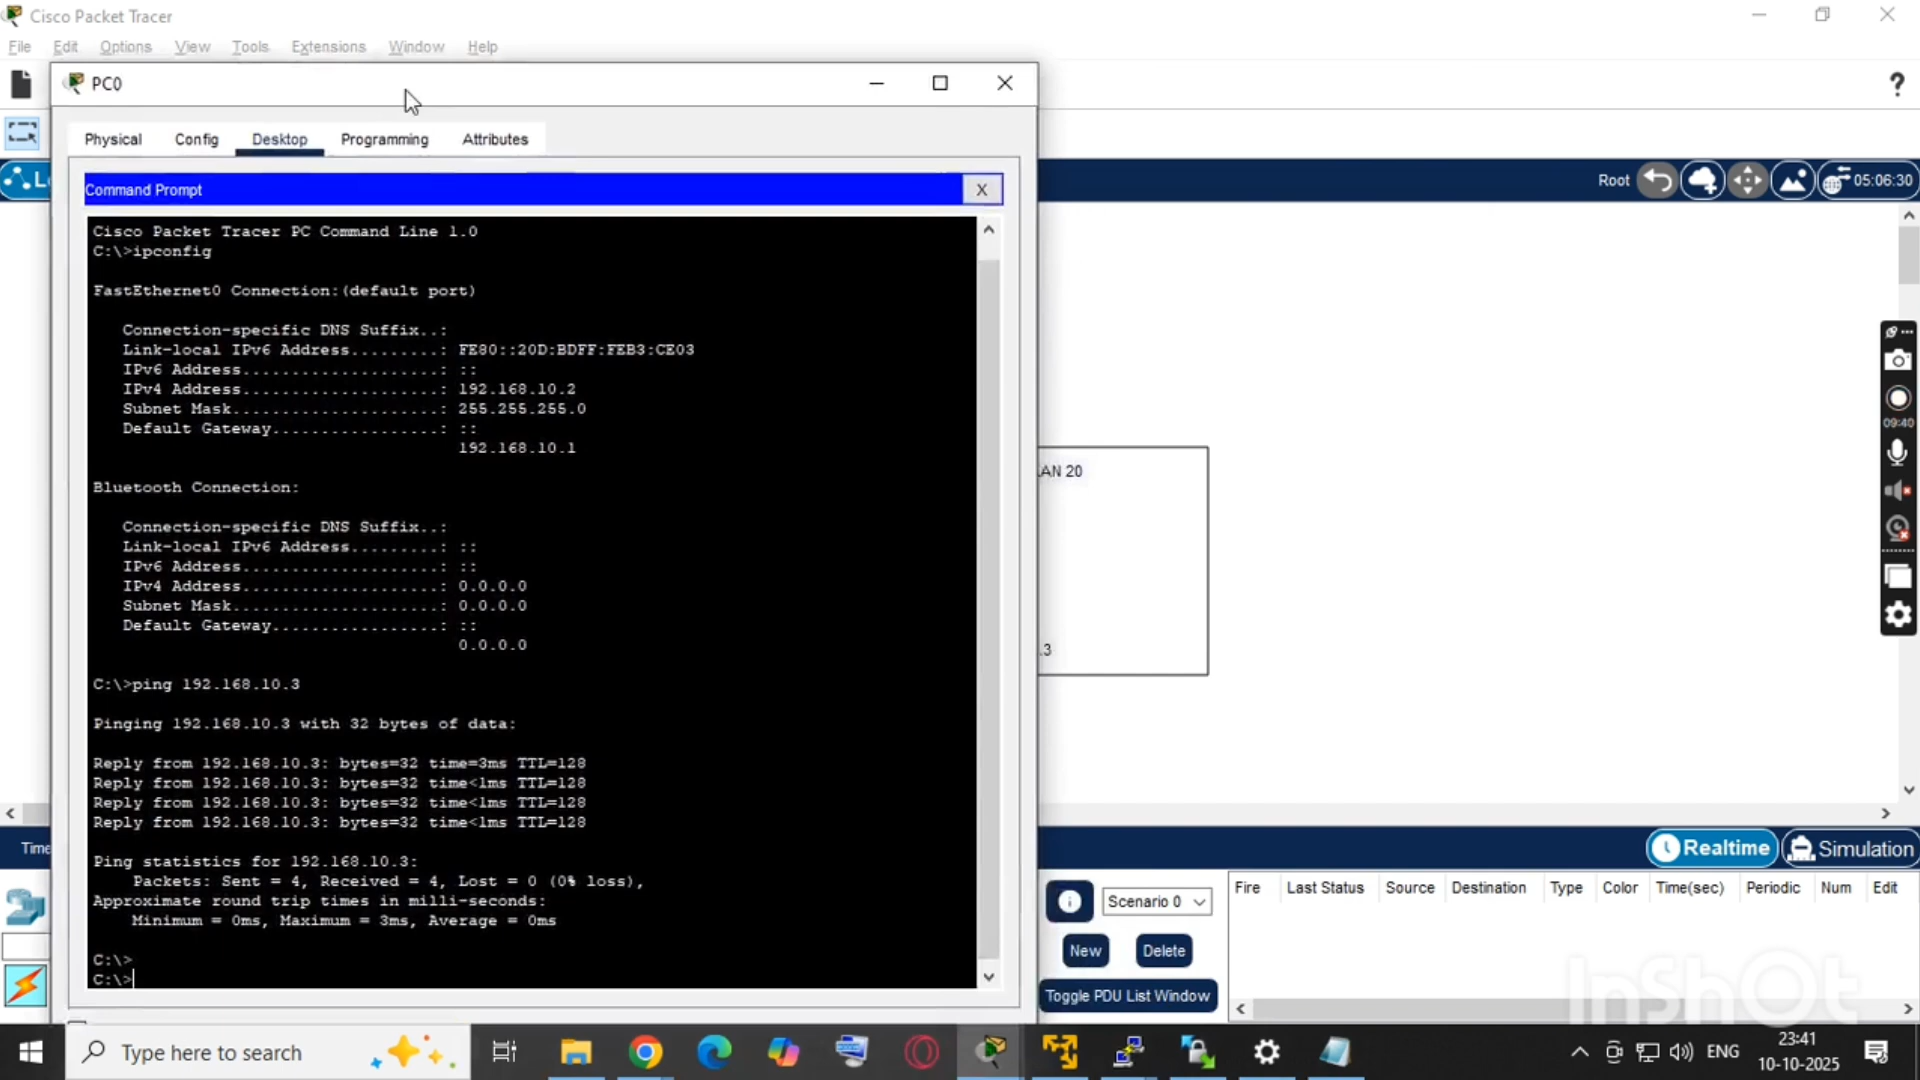 Cisco Packet Tracer
File Edit Options View Tools Extensions Window Help
PC0
?
Physical Config Desktop Programming Attributes
Root 05:06:30
Command Prompt X
Cisco Packet Tracer PC Command Line 1.0
C:\>ipconfig
FastEthernet0 Connection:(default port)
Connection-specific DNS Suffix..:
Link-local IPv6 Address.........: FE80::20D:BDFF:FEB3:CE03
IPv6 Address....................: ::
IPv4 Address....................: 192.168.10.2
Subnet Mask.....................: 255.255.255.0
Default Gateway.................: ::
192.168.10.1
09:40
AN 20
Bluetooth Connection:
Connection-specific DNS Suffix..:
Link-local IPv6 Address.........: ::
IPv6 Address....................: ::
IPv4 Address....................: 0.0.0.0
Subnet Mask.....................: 0.0.0.0
Default Gateway.................: ::
0.0.0.0
.3
C:\>ping 192.168.10.3
Pinging 192.168.10.3 with 32 bytes of data:
Reply from 192.168.10.3: bytes=32 time=3ms TTL=128
Reply from 192.168.10.3: bytes=32 time<1ms TTL=128
Reply from 192.168.10.3: bytes=32 time<1ms TTL=128
Reply from 192.168.10.3: bytes=32 time<1ms TTL=128
Ping statistics for 192.168.10.3:
Packets: Sent = 4, Received = 4, Lost = 0 (0% loss),
Approximate round trip times in milli-seconds:
Minimum = 0ms, Maximum = 3ms, Average = 0ms
C:\>
C:\>
Time
Realtime Simulation
Scenario 0
Fire Last Status Source Destination Type Color Time(sec) Periodic Num Edit
New Delete
Toggle PDU List Window
InShOt
Type here to search
ENG
23:41
10-10-2025